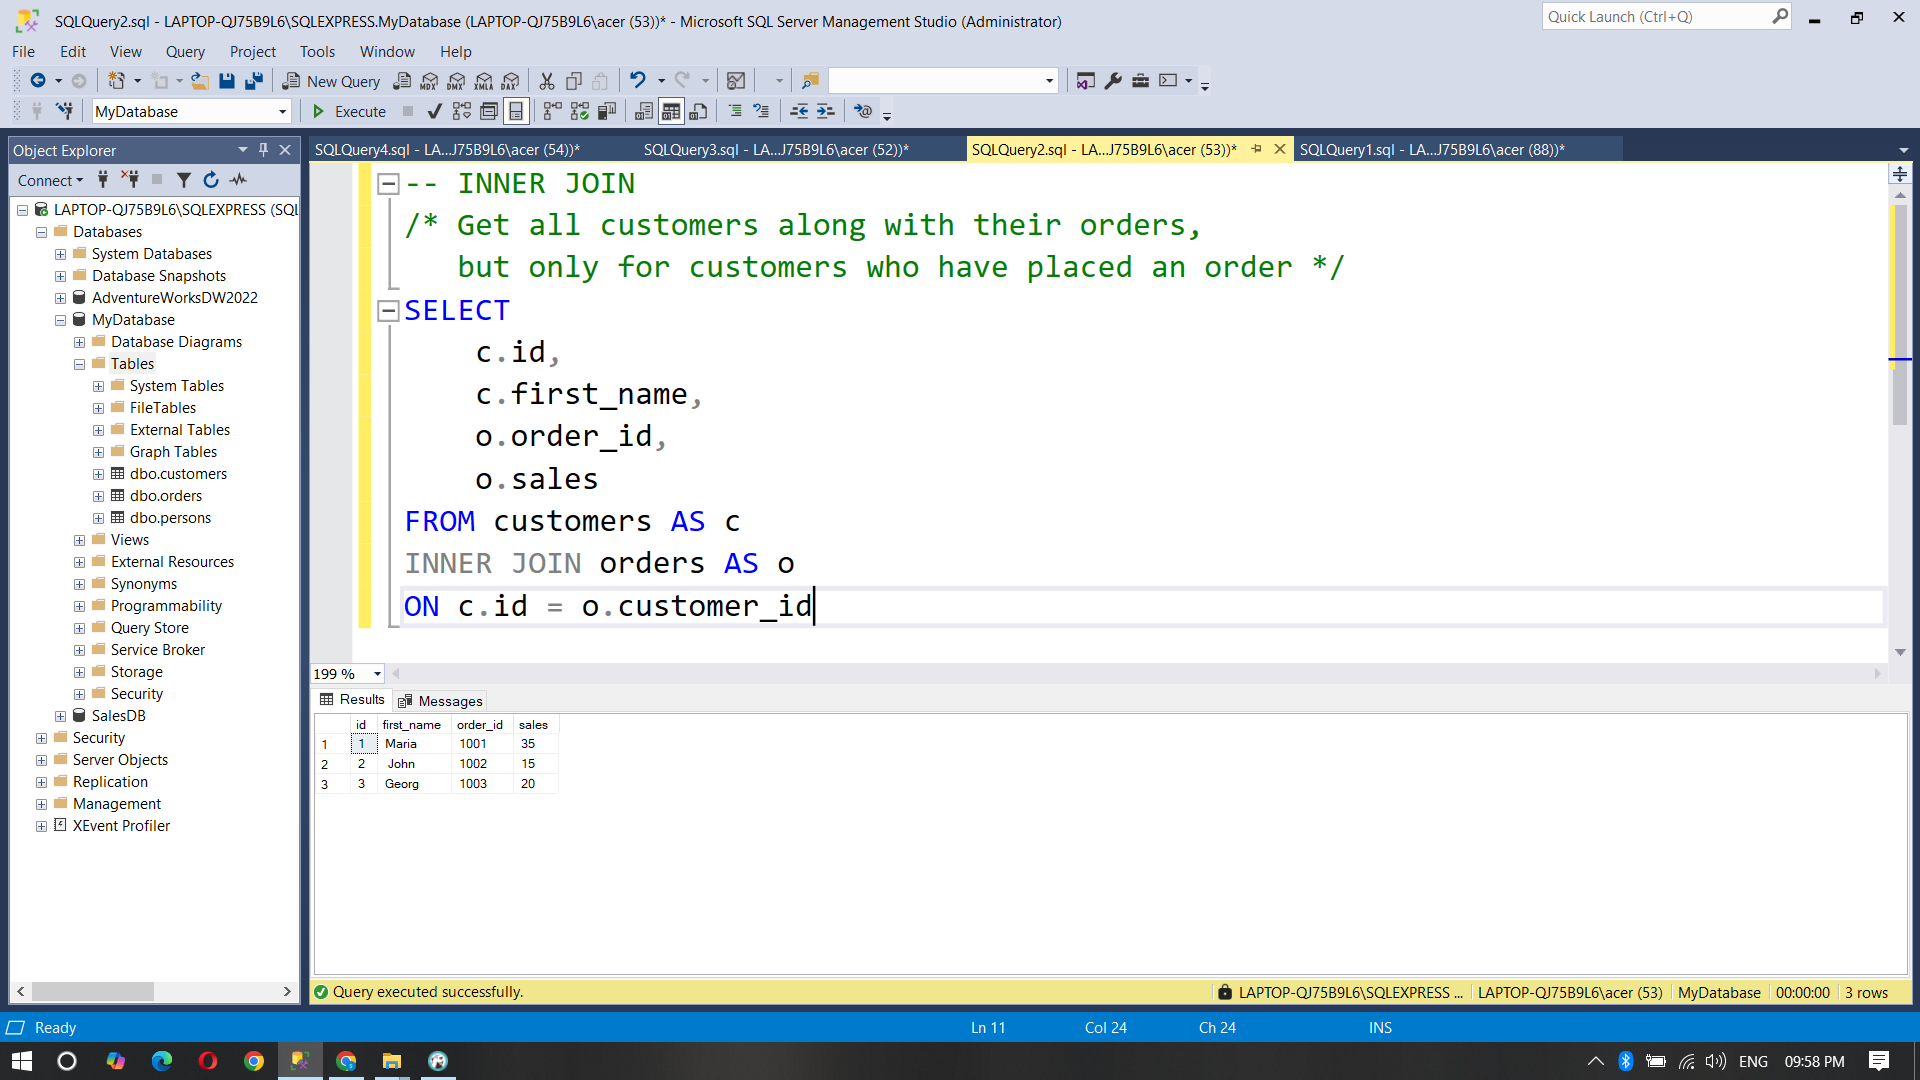 SQLQuery2.sql - LAPTOP-QJ75B9L6\SQLEXPRESS.MyDatabase (LAPTOP-QJ75B9L6\acer (53))* - Microsoft SQL Server Management Studio (Administrator)
Quick Launch (Ctrl+Q)
File Edit View Query Project Tools Window Help
New Query MDX DMX XMLA DAX
MyDatabase Execute
Object Explorer
SQLQuery4.sql - LA...J75B9L6\acer (54))* SQLQuery3.sql - LA...J75B9L6\acer (52))* SQLQuery2.sql - LA...J75B9L6\acer (53))* SQLQuery1.sql - LA...J75B9L6\acer (88))*
Connect
LAPTOP-QJ75B9L6\SQLEXPRESS (SQL
Databases
System Databases
Database Snapshots
AdventureWorksDW2022
MyDatabase
Database Diagrams
Tables
System Tables
FileTables
External Tables
Graph Tables
dbo.customers
dbo.orders
dbo.persons
Views
External Resources
Synonyms
Programmability
Query Store
Service Broker
Storage
Security
SalesDB
Security
Server Objects
Replication
Management
XEvent Profiler
-- INNER JOIN
/* Get all customers along with their orders,
but only for customers who have placed an order */
SELECT
c.id,
c.first_name,
o.order_id,
o.sales
FROM customers AS c
INNER JOIN orders AS o
ON c.id = o.customer_id
199 %
Results Messages
id first_name order_id sales
1 1 Maria 1001 35
2 2 John 1002 15
3 3 Georg 1003 20
Query executed successfully. LAPTOP-QJ75B9L6\SQLEXPRESS ... LAPTOP-QJ75B9L6\acer (53) MyDatabase 00:00:00 3 rows
Ready Ln 11 Col 24 Ch 24 INS
ENG 09:58 PM